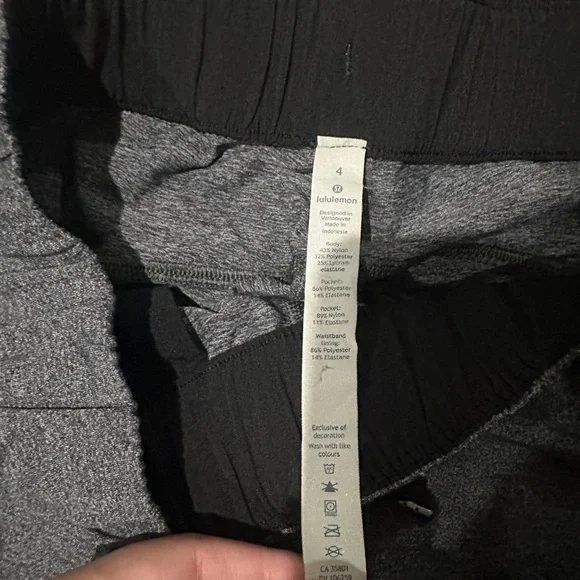 4
lululemon
Designed in
Vancouver
Made in
Indonesia
Body:
43% Nylon
32% Polyester
25% Lycra®
elastane
Pocket:
86% Polyester
14% Elastane
Pocket:
89% Nylon
11% Elastane
Waistband
lining:
86% Polyester
14% Elastane
Exclusive of
decoration
Wash with like
colours
CA 35801
RN 106259